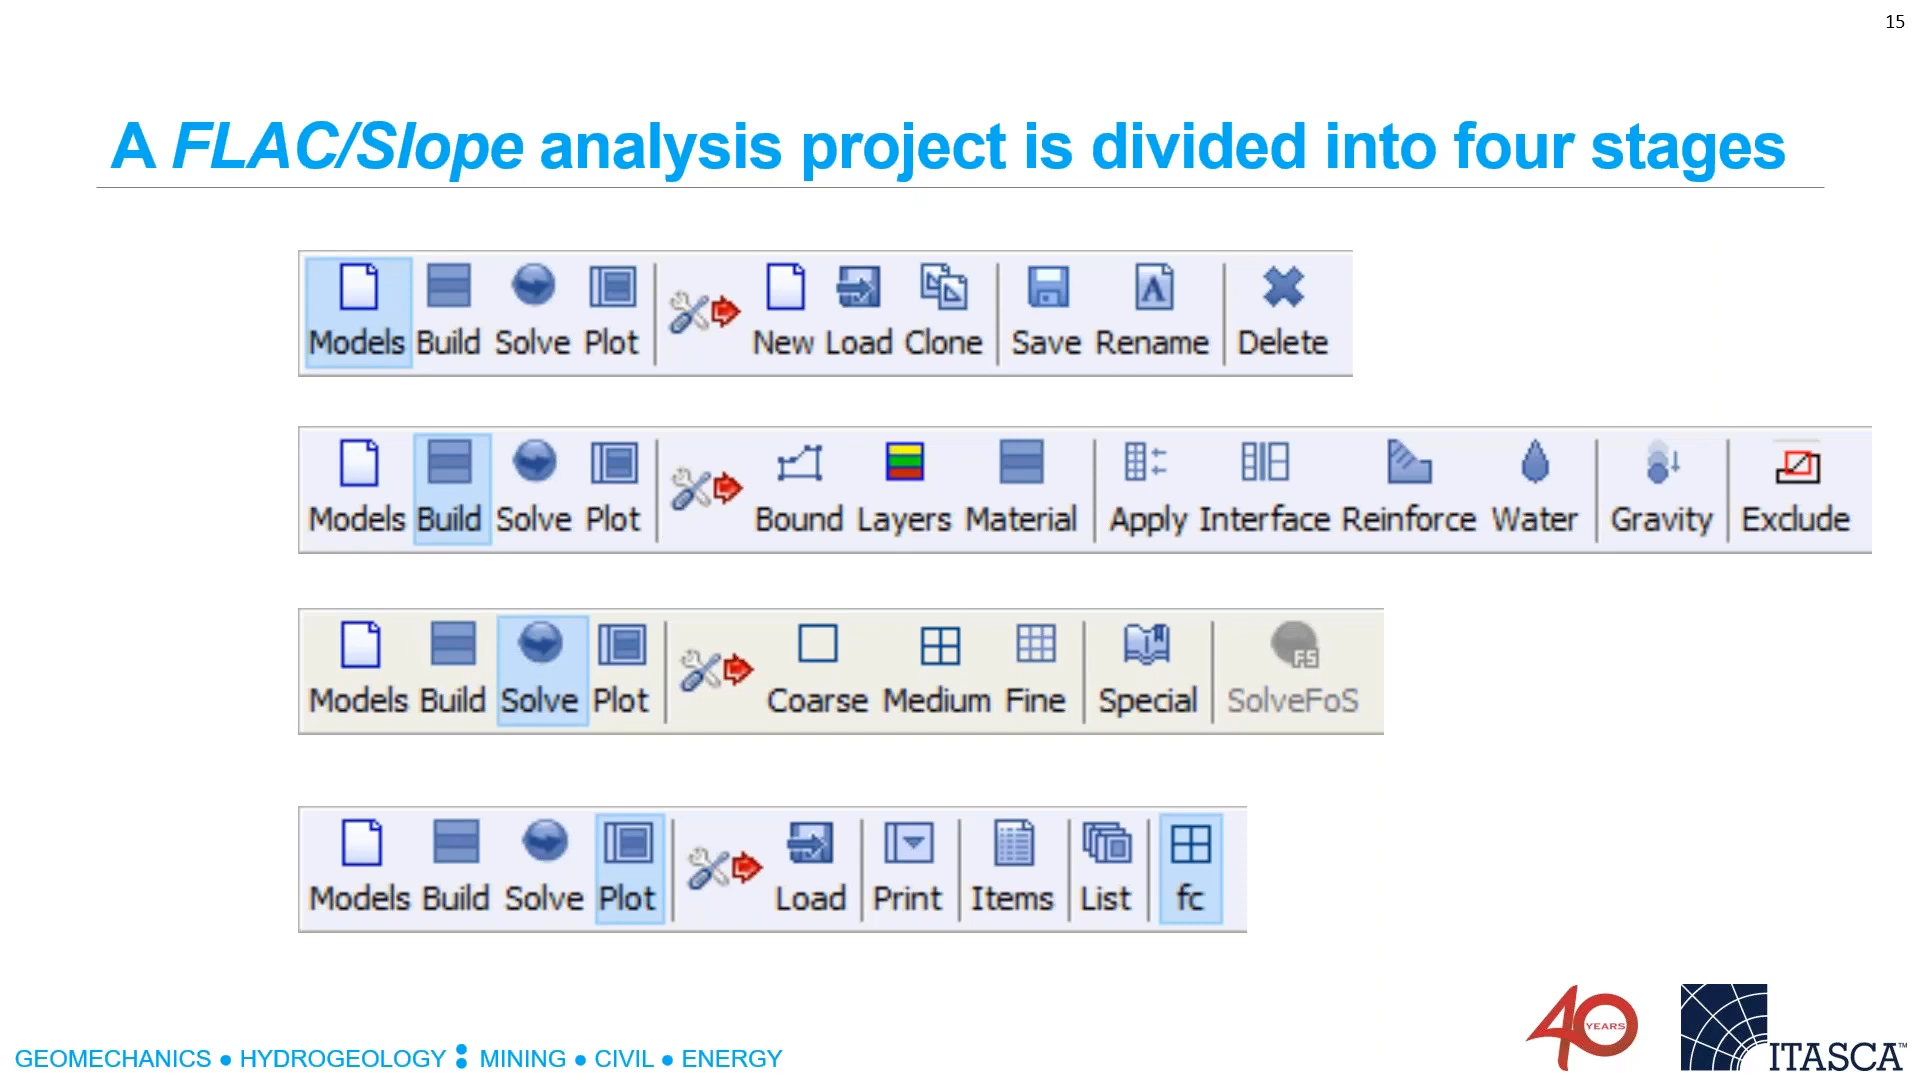 15
A FLAC/Slope analysis project is divided into four stages
Models Build Solve Plot New Load Clone Save Rename Delete
Models Build Solve Plot Bound Layers Material Apply Interface Reinforce Water Gravity Exclude
Models Build Solve Plot Coarse Medium Fine Special SolveFoS
Models Build Solve Plot Load Print Items List fc
40 YEARS
ITASCA™
GEOMECHANICS ● HYDROGEOLOGY : MINING ● CIVIL ● ENERGY